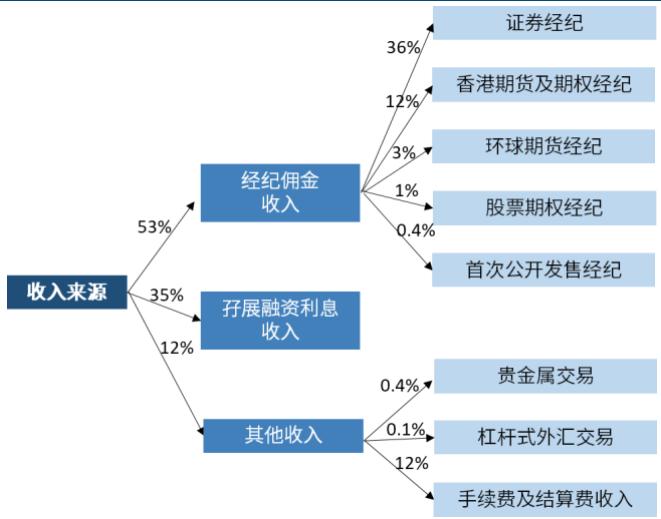 证券经纪
36%
香港期货及期权经纪
12%
环球期货经纪
3%
经纪佣金
收入
1%
股票期权经纪
53%
0.4%
首次公开发售经纪
收入来源
35%
孖展融资利息
收入
12%
贵金属交易
0.4%
其他收入
0.1%
杠杆式外汇交易
12%
手续费及结算费收入